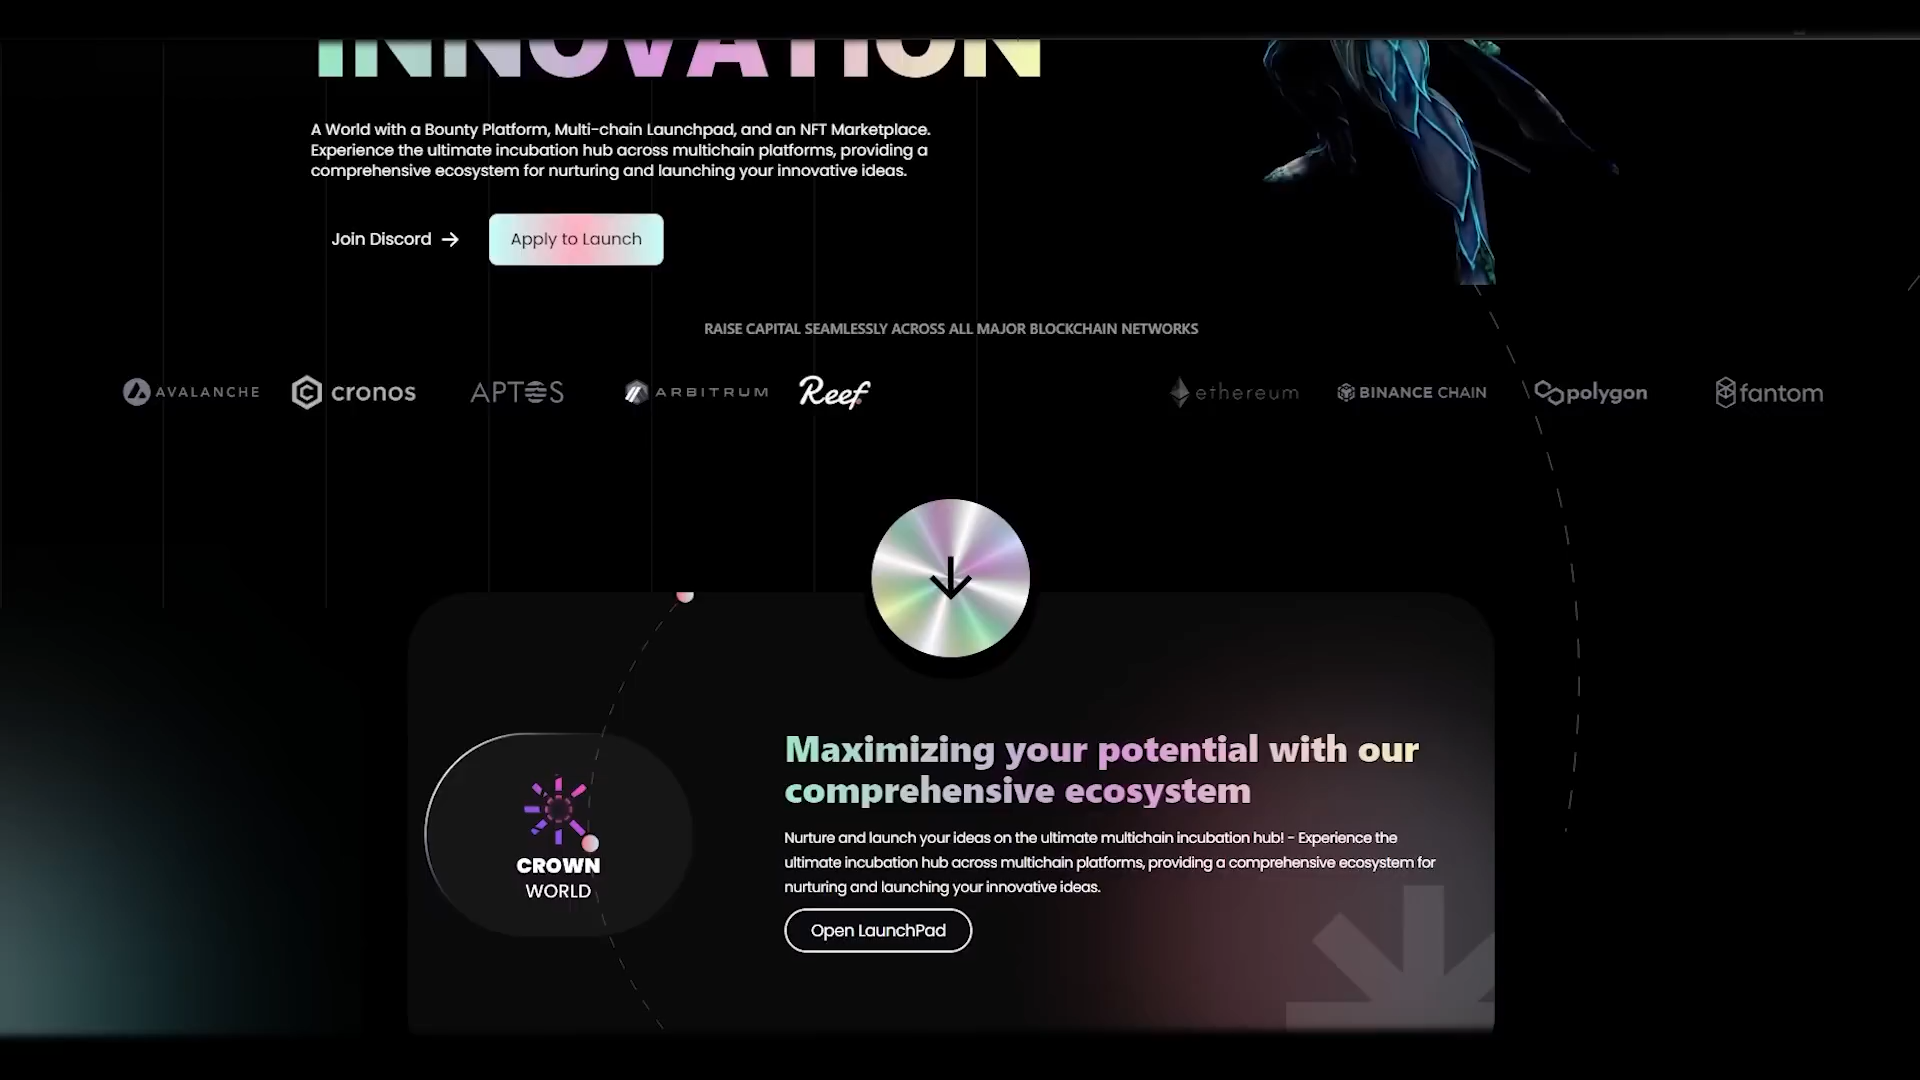 INNOVATION
A World with a Bounty Platform, Multi-chain Launchpad, and an NFT Marketplace.
Experience the ultimate incubation hub across multichain platforms, providing a
comprehensive ecosystem for nurturing and launching your innovative ideas.
Join Discord
Apply to Launch
RAISE CAPITAL SEAMLESSLY ACROSS ALL MAJOR BLOCKCHAIN NETWORKS
AVALANCHE
cronos
APTOS
ARBITRUM
Reef
ethereum
BINANCE CHAIN
polygon
fantom
CROWN
WORLD
Maximizing your potential with our
comprehensive ecosystem
Nurture and launch your ideas on the ultimate multichain incubation hub! - Experience the
ultimate incubation hub across multichain platforms, providing a comprehensive ecosystem for
nurturing and launching your innovative ideas.
Open LaunchPad